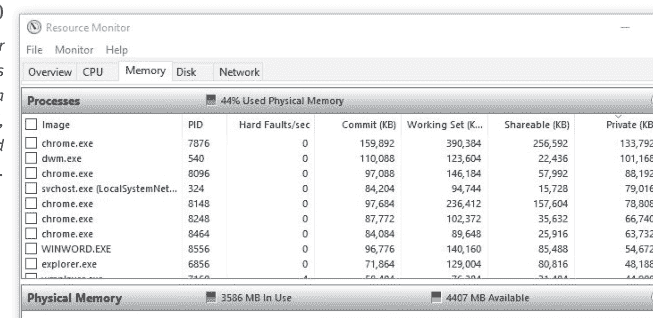 Resource Monitor
File Monitor Help
Overview CPU Memory Disk Network
Processes 44% Used Physical Memory
Image PID Hard Faults/sec Commit (KB) Working Set (K... Shareable (KB) Private (KB
chrome.exe 7876 0 159,892 390,384 256,592 133,792
dwm.exe 540 0 110,088 123,604 22,436 101,168
chrome.exe 8096 0 97,088 146,184 57,992 88,192
svchost.exe (LocalSystemNet... 324 0 84,204 94,744 15,728 79,016
chrome.exe 8148 0 97,684 236,412 157,604 78,808
chrome.exe 8248 0 87,772 102,372 35,632 66,740
chrome.exe 8464 0 84,084 89,648 25,916 63,732
WINWORD.EXE 8556 0 96,776 140,160 85,488 54,672
explorer.exe 6856 0 71,864 129,004 80,816 48,188
Physical Memory 3586 MB In Use 4407 MB Available